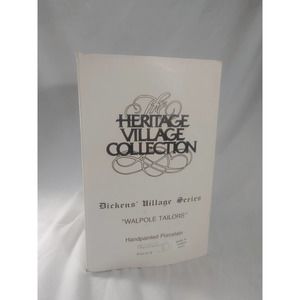 The
HERITAGE
VILLAGE
COLLECTION
Dickens' Village Series
"WALPOLE TAILORS"
Handpainted Porcelain